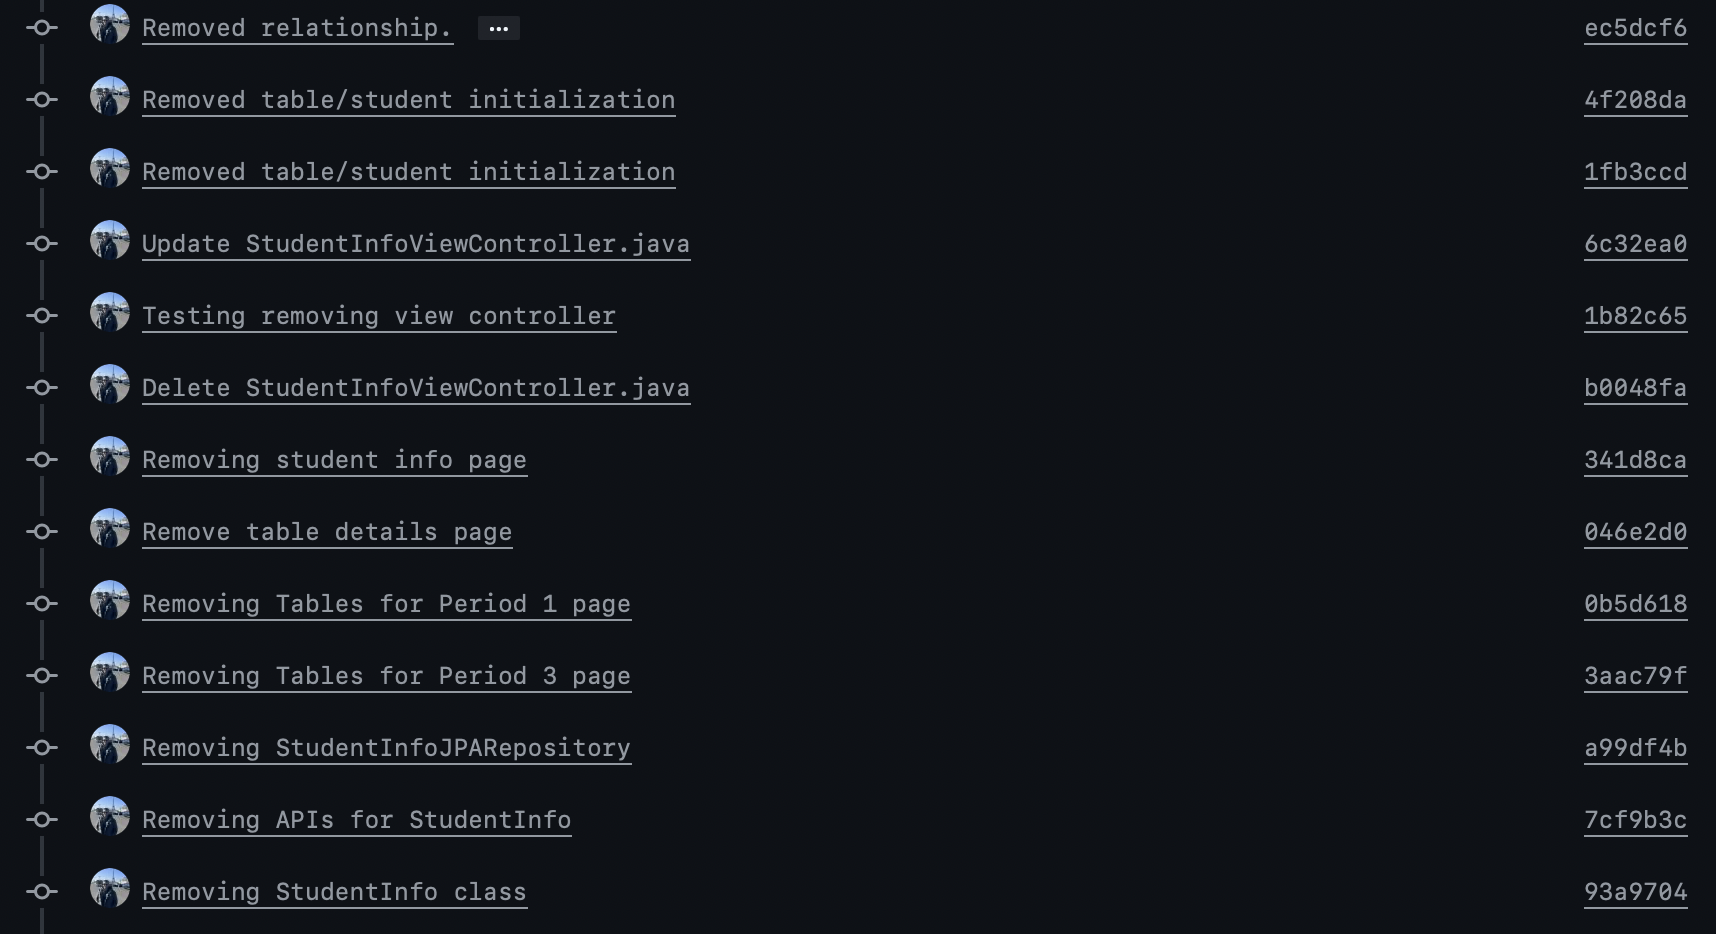 Removed relationship. ... ec5dcf6
Removed table/student initialization 4f208da
Removed table/student initialization 1fb3ccd
Update StudentInfoViewController.java 6c32ea0
Testing removing view controller 1b82c65
Delete StudentInfoViewController.java b0048fa
Removing student info page 341d8ca
Remove table details page 046e2d0
Removing Tables for Period 1 page 0b5d618
Removing Tables for Period 3 page 3aac79f
Removing StudentInfoJPARepository a99df4b
Removing APIs for StudentInfo 7cf9b3c
Removing StudentInfo class 93a9704